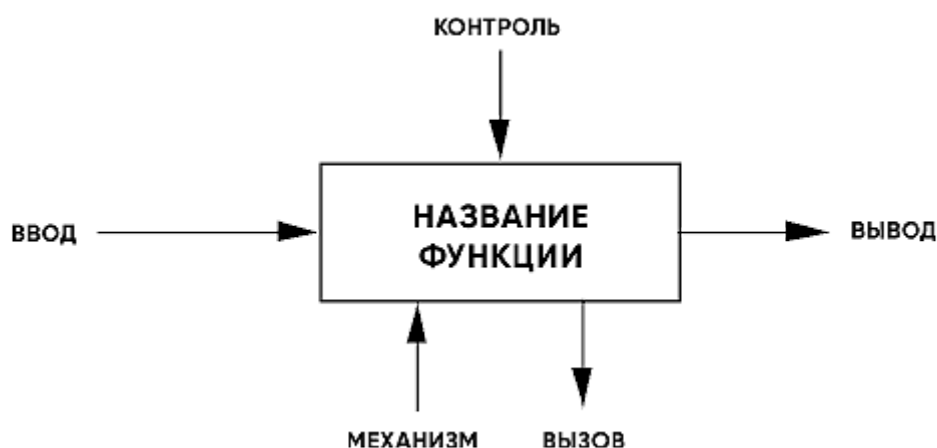 КОНТРОЛЬ
НАЗВАНИЕ
ФУНКЦИИ
ВВОД
ВЫВОД
МЕХАНИЗМ
ВЫЗОВ